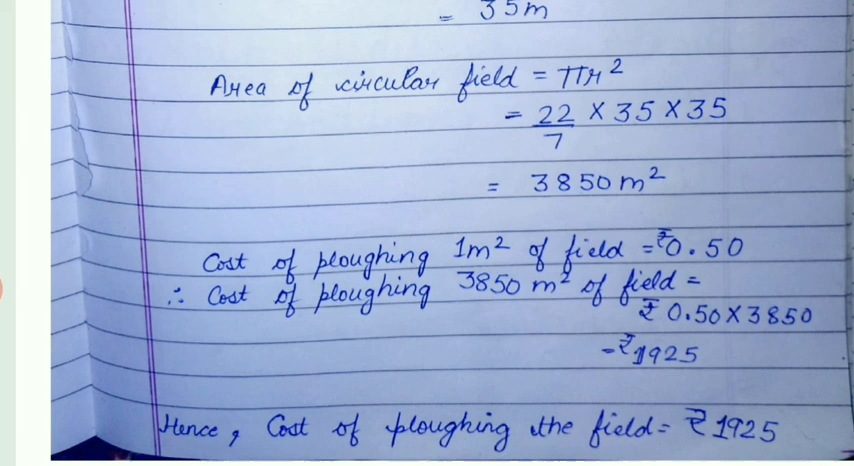 = 35m
Area of circular field = πr²
= 22/7 × 35 × 35
= 3850 m²
Cost of ploughing 1m² of field = ₹0.50
∴ Cost of ploughing 3850 m² of field =
₹ 0.50 × 3850
= ₹1925
Hence, Cost of ploughing the field = ₹ 1925